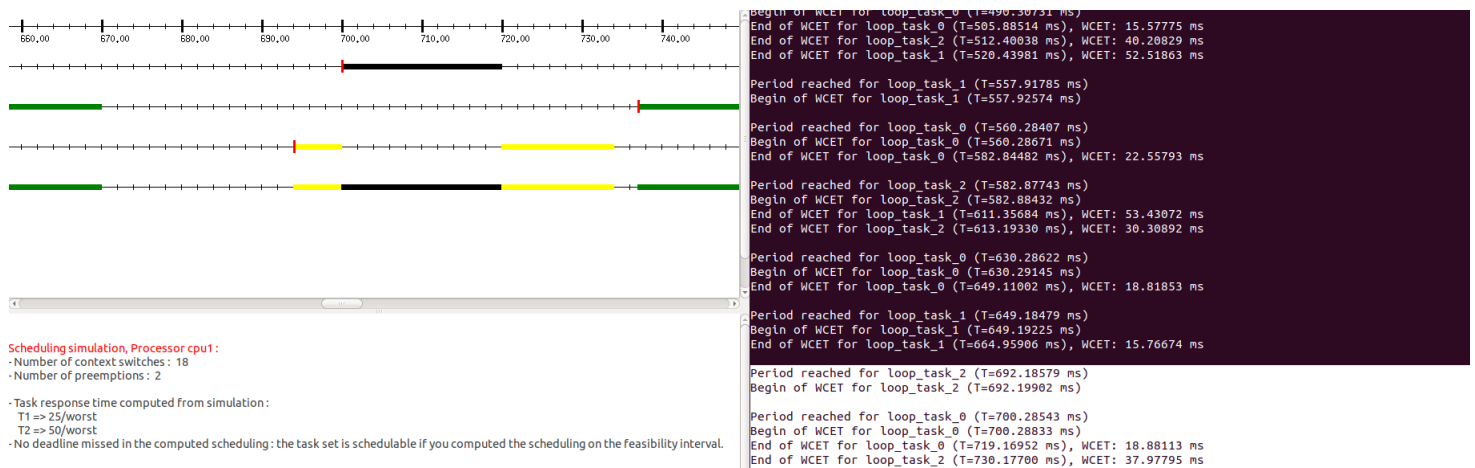 660,00 670,00 680,00 690,00 700,00 710,00 720,00 730,00 740,00
Scheduling simulation, Processor cpu1 :
- Number of context switches : 18
- Number of preemptions : 2
- Task response time computed from simulation :
T1 => 25/worst
T2 => 50/worst
- No deadline missed in the computed scheduling : the task set is schedulable if you computed the scheduling on the feasibility interval.
Begin of WCET for loop_task_0 (T=490.30731 ms)
End of WCET for loop_task_0 (T=505.88514 ms), WCET: 15.57775 ms
End of WCET for loop_task_2 (T=512.40038 ms), WCET: 40.20829 ms
End of WCET for loop_task_1 (T=520.43981 ms), WCET: 52.51863 ms
Period reached for loop_task_1 (T=557.91785 ms)
Begin of WCET for loop_task_1 (T=557.92574 ms)
Period reached for loop_task_0 (T=560.28407 ms)
Begin of WCET for loop_task_0 (T=560.28671 ms)
End of WCET for loop_task_0 (T=582.84482 ms), WCET: 22.55793 ms
Period reached for loop_task_2 (T=582.87743 ms)
Begin of WCET for loop_task_2 (T=582.88432 ms)
End of WCET for loop_task_1 (T=611.35684 ms), WCET: 53.43072 ms
End of WCET for loop_task_2 (T=613.19330 ms), WCET: 30.30892 ms
Period reached for loop_task_0 (T=630.28622 ms)
Begin of WCET for loop_task_0 (T=630.29145 ms)
End of WCET for loop_task_0 (T=649.11002 ms), WCET: 18.81853 ms
Period reached for loop_task_1 (T=649.18479 ms)
Begin of WCET for loop_task_1 (T=649.19225 ms)
End of WCET for loop_task_1 (T=664.95906 ms), WCET: 15.76674 ms
Period reached for loop_task_2 (T=692.18579 ms)
Begin of WCET for loop_task_2 (T=692.19902 ms)
Period reached for loop_task_0 (T=700.28543 ms)
Begin of WCET for loop_task_0 (T=700.28833 ms)
End of WCET for loop_task_0 (T=719.16952 ms), WCET: 18.88113 ms
End of WCET for loop_task_2 (T=730.17700 ms), WCET: 37.97795 ms